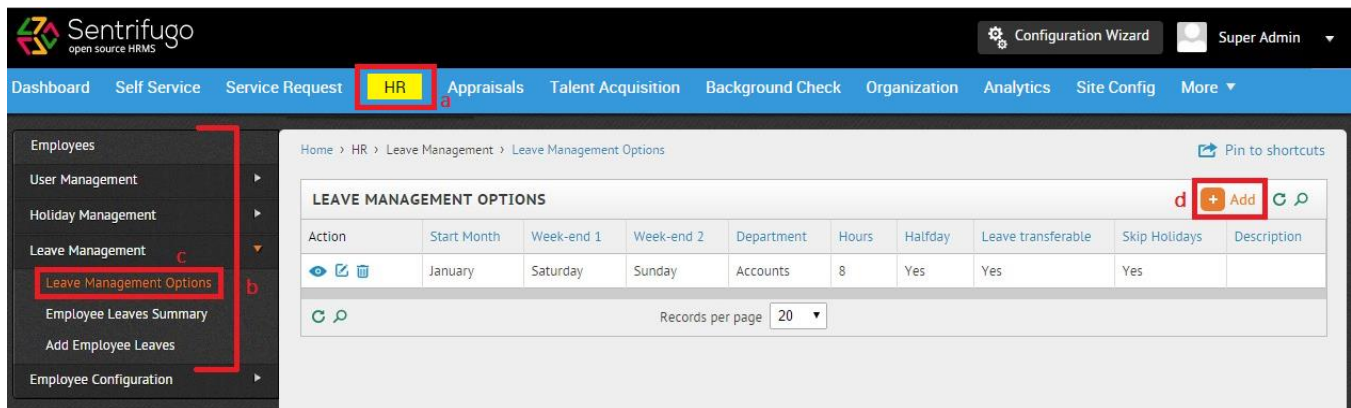 Sentrifugo
open source HRMS
Configuration Wizard
Super Admin
Dashboard Self Service Service Request HR Appraisals Talent Acquisition Background Check Organization Analytics Site Config More
a
Employees
User Management
Holiday Management
Leave Management
c
Leave Management Options
b
Employee Leaves Summary
Add Employee Leaves
Employee Configuration
Home › HR › Leave Management › Leave Management Options
Pin to shortcuts
LEAVE MANAGEMENT OPTIONS
d + Add
Action Start Month Week-end 1 Week-end 2 Department Hours Halfday Leave transferable Skip Holidays Description
January Saturday Sunday Accounts 8 Yes Yes Yes
Records per page 20